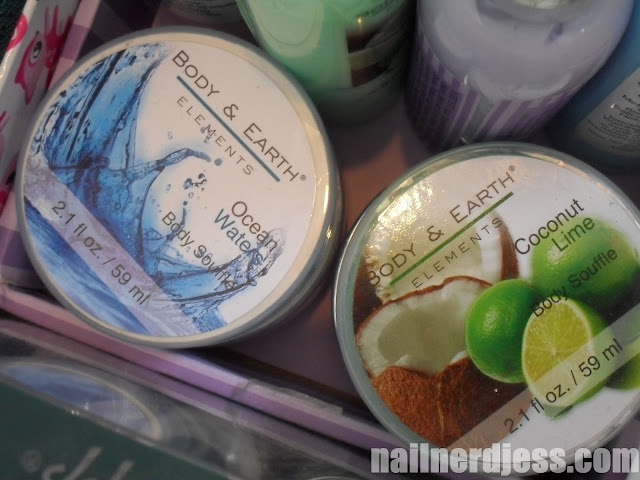 BODY & EARTH®
ELEMENTS
Ocean
Water
Body Souffle
2.1 fl oz. / 59 ml
BODY & EARTH®
ELEMENTS
Coconut
Lime
Body Souffle
2.1 fl oz. / 59 ml
nailnerdjess.com